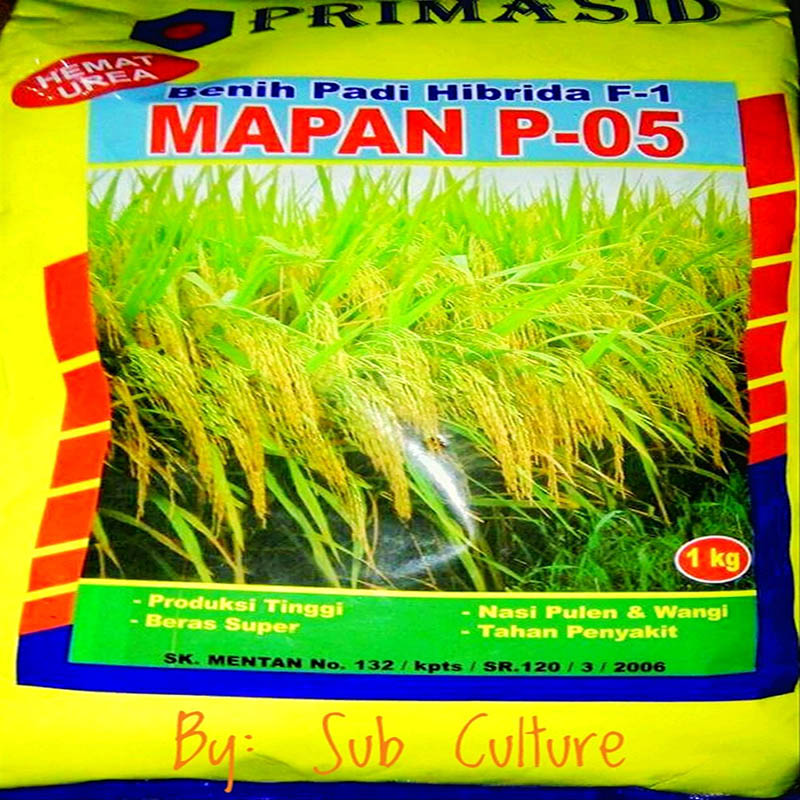 PRIMASID
HEMAT
UREA
Benih Padi Hibrida F-1
MAPAN P-05
1 kg
- Produksi Tinggi
- Beras Super
- Nasi Pulen & Wangi
- Tahan Penyakit
SK. MENTAN No. 132 / kpts / SR.120 / 3 / 2006
By: Sub Culture